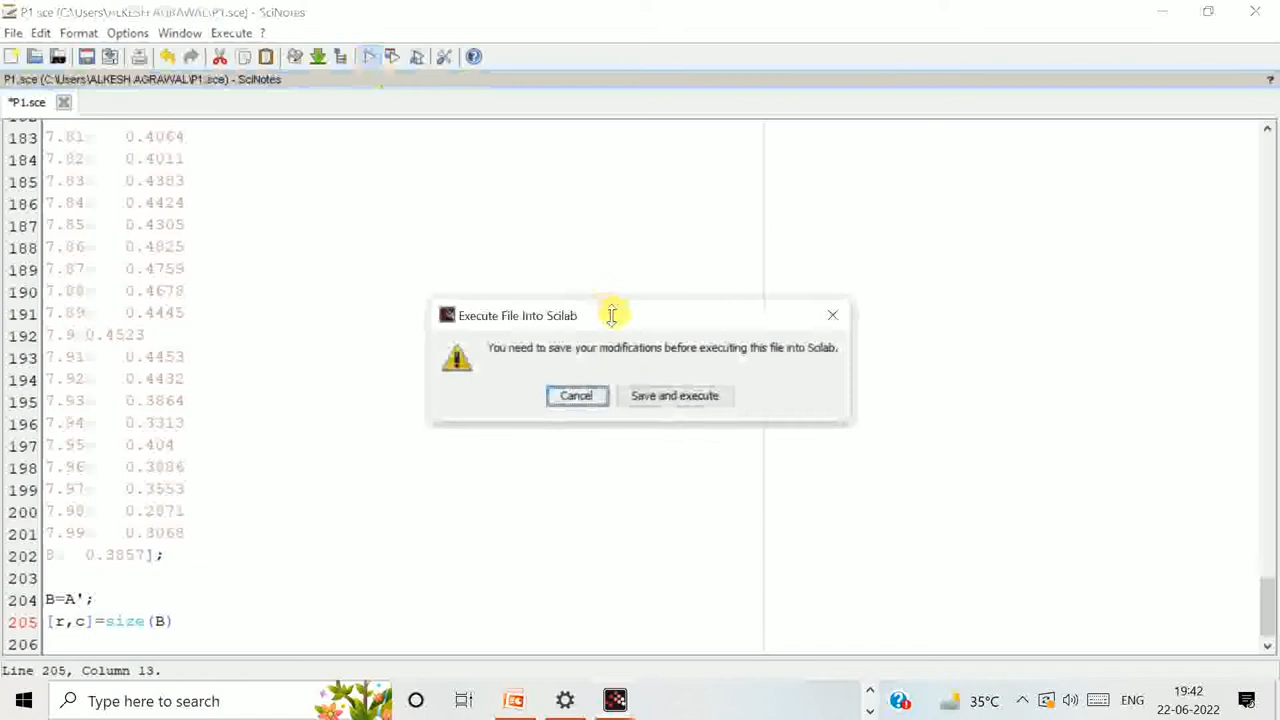 P1.sce (C:\Users\ALKESH AGRAWAL\P1.sce) - SciNotes
File Edit Format Options Window Execute ?
P1.sce (C:\Users\ALKESH AGRAWAL\P1.sce) - SciNotes ?
*P1.sce
183 7.81 0.4064
184 7.82 0.4011
185 7.83 0.4383
186 7.84 0.4424
187 7.85 0.4305
188 7.86 0.4825
189 7.87 0.4759
190 7.88 0.4678
191 7.89 0.4445
192 7.9 0.4523
193 7.91 0.4453
194 7.92 0.4432
195 7.93 0.3864
196 7.94 0.3313
197 7.95 0.404
198 7.96 0.3886
199 7.97 0.3553
200 7.98 0.2871
201 7.99 0.3068
202 8 0.3857];
203
204 B=A';
205 [r,c]=size(B)
206
Execute File Into Scilab
You need to save your modifications before executing this file into Scilab.
Cancel Save and execute
Line 205, Column 13.
Type here to search
35°C
ENG
19:42
22-06-2022